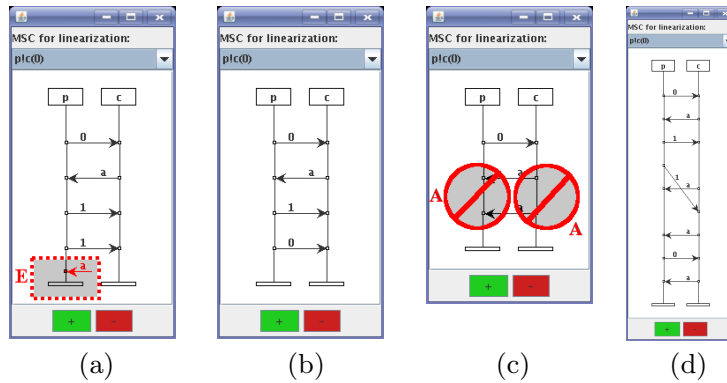 MSC for linearization:
p!c(0)
p c
0
a
1
1
a
E
+ -
(a)
MSC for linearization:
p!c(0)
p c
0
a
1
0
+ -
(b)
MSC for linearization:
p!c(0)
p c
0
a
A
a
A
+ -
(c)
MSC for linearization:
p!c(0)
p c
0
a
1
1
a
a
0
a
+ -
(d)